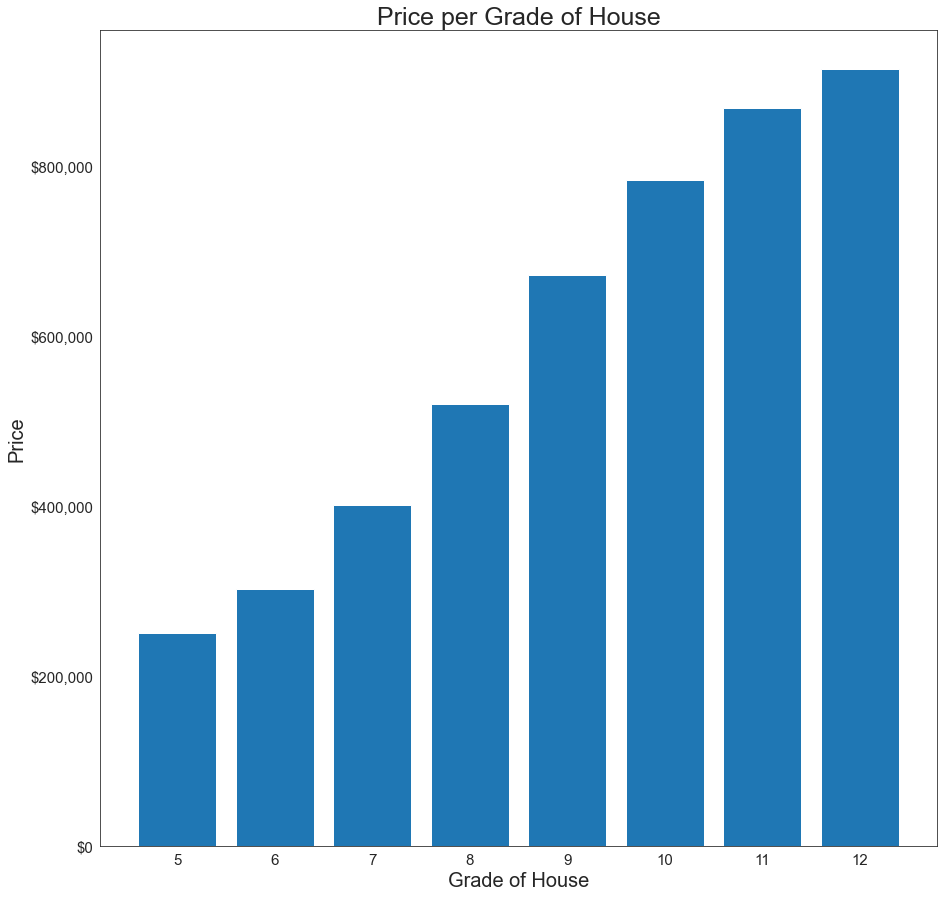 Price per Grade of House
Price
$800,000
$600,000
$400,000
$200,000
$0
5 6 7 8 9 10 11 12
Grade of House